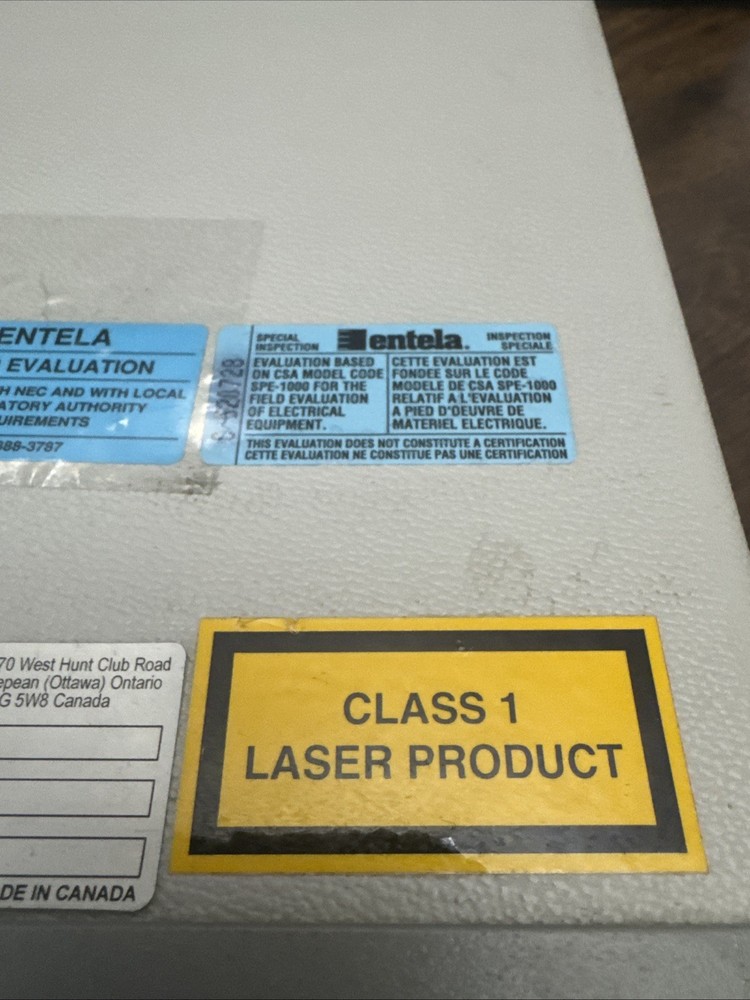 ENTELA
EVALUATION
H NEC AND WITH LOCAL
ATORY AUTHORITY
UIREMENTS
388-3787
SPECIAL
INSPECTION
entela.
INSPECTION
SPECIALE
EVALUATION BASED
ON CSA MODEL CODE
SPE-1000 FOR THE
FIELD EVALUATION
OF ELECTRICAL
EQUIPMENT.
CETTE EVALUATION EST
FONDEE SUR LE CODE
MODELE DE CSA SPE-1000
RELATIF A L'EVALUATION
A PIED D'OEUVRE DE
MATERIEL ELECTRIQUE.
THIS EVALUATION DOES NOT CONSTITUTE A CERTIFICATION
CETTE EVALUATION NE CONSTITUE PAS UNE CERTIFICATION
70 West Hunt Club Road
epean (Ottawa) Ontario
G 5W8 Canada
DE IN CANADA
CLASS 1
LASER PRODUCT